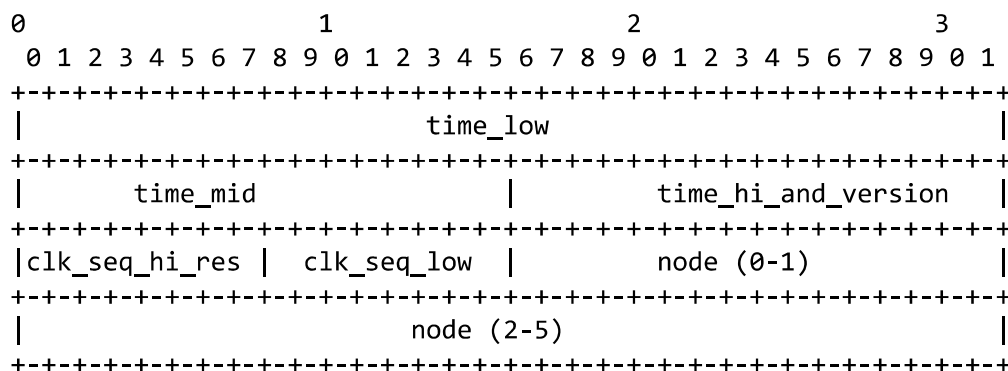 0                   1                   2                   3
 0 1 2 3 4 5 6 7 8 9 0 1 2 3 4 5 6 7 8 9 0 1 2 3 4 5 6 7 8 9 0 1
+-+-+-+-+-+-+-+-+-+-+-+-+-+-+-+-+-+-+-+-+-+-+-+-+-+-+-+-+-+-+-+-+
|                          time_low                             |
+-+-+-+-+-+-+-+-+-+-+-+-+-+-+-+-+-+-+-+-+-+-+-+-+-+-+-+-+-+-+-+-+
|       time_mid                |         time_hi_and_version   |
+-+-+-+-+-+-+-+-+-+-+-+-+-+-+-+-+-+-+-+-+-+-+-+-+-+-+-+-+-+-+-+-+
|clk_seq_hi_res |  clk_seq_low  |         node (0-1)            |
+-+-+-+-+-+-+-+-+-+-+-+-+-+-+-+-+-+-+-+-+-+-+-+-+-+-+-+-+-+-+-+-+
|                         node (2-5)                            |
+-+-+-+-+-+-+-+-+-+-+-+-+-+-+-+-+-+-+-+-+-+-+-+-+-+-+-+-+-+-+-+-+